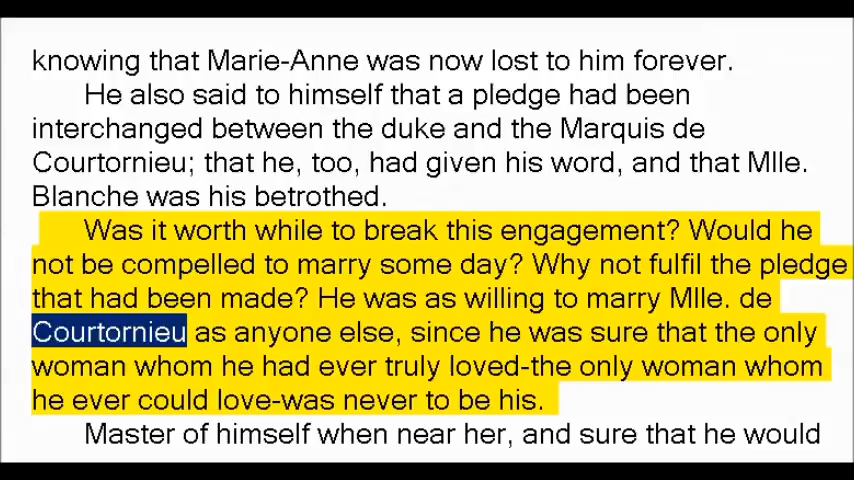 knowing that Marie-Anne was now lost to him forever.
He also said to himself that a pledge had been
interchanged between the duke and the Marquis de
Courtornieu; that he, too, had given his word, and that Mlle.
Blanche was his betrothed.
Was it worth while to break this engagement? Would he
not be compelled to marry some day? Why not fulfil the pledge
that had been made? He was as willing to marry Mlle. de
Courtornieu as anyone else, since he was sure that the only
woman whom he had ever truly loved-the only woman whom
he ever could love-was never to be his.
Master of himself when near her, and sure that he would